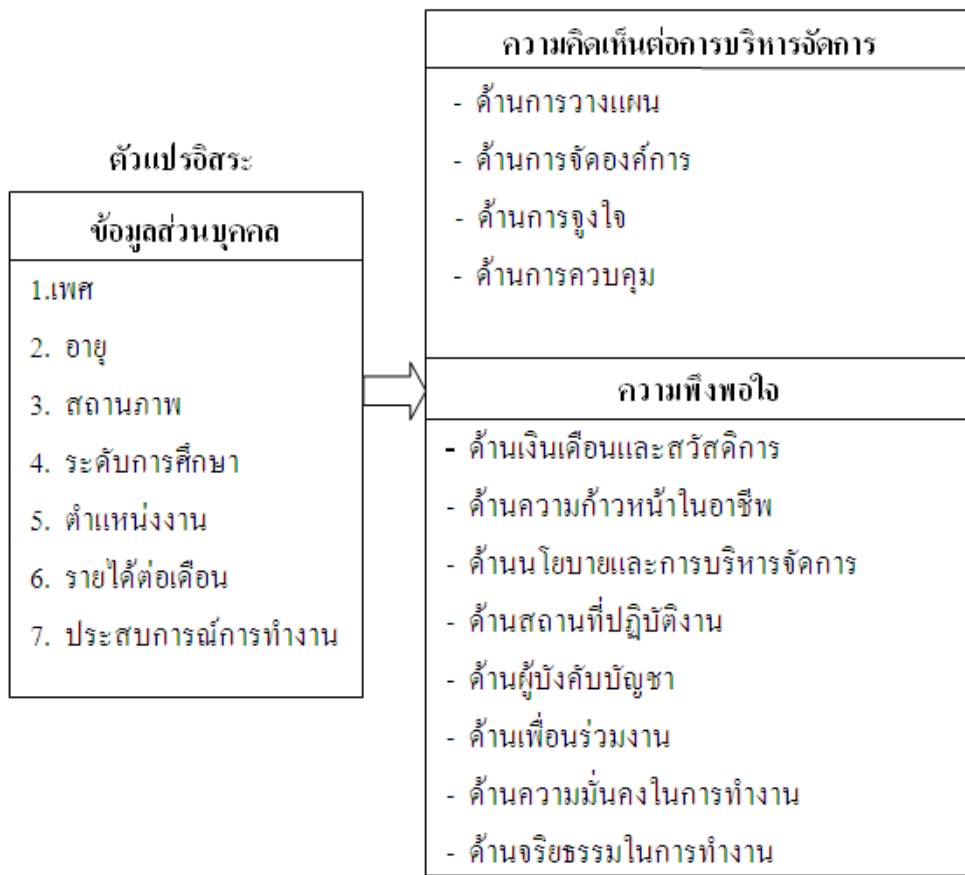 ตัวแปรอิสระ
ข้อมูลส่วนบุคคล
1.เพศ
2. อายุ
3. สถานภาพ
4. ระดับการศึกษา
5. ตำแหน่งงาน
6. รายได้ต่อเดือน
7. ประสบการณ์การทำงาน
ความคิดเห็นต่อการบริหารจัดการ
- ด้านการวางแผน
- ด้านการจัดองค์การ
- ด้านการจูงใจ
- ด้านการควบคุม
ความพึงพอใจ
- ด้านเงินเดือนและสวัสดิการ
- ด้านความก้าวหน้าในอาชีพ
- ด้านนโยบายและการบริหารจัดการ
- ด้านสถานที่ปฏิบัติงาน
- ด้านผู้บังคับบัญชา
- ด้านเพื่อนร่วมงาน
- ด้านความมั่นคงในการทำงาน
- ด้านจริยธรรมในการทำงาน